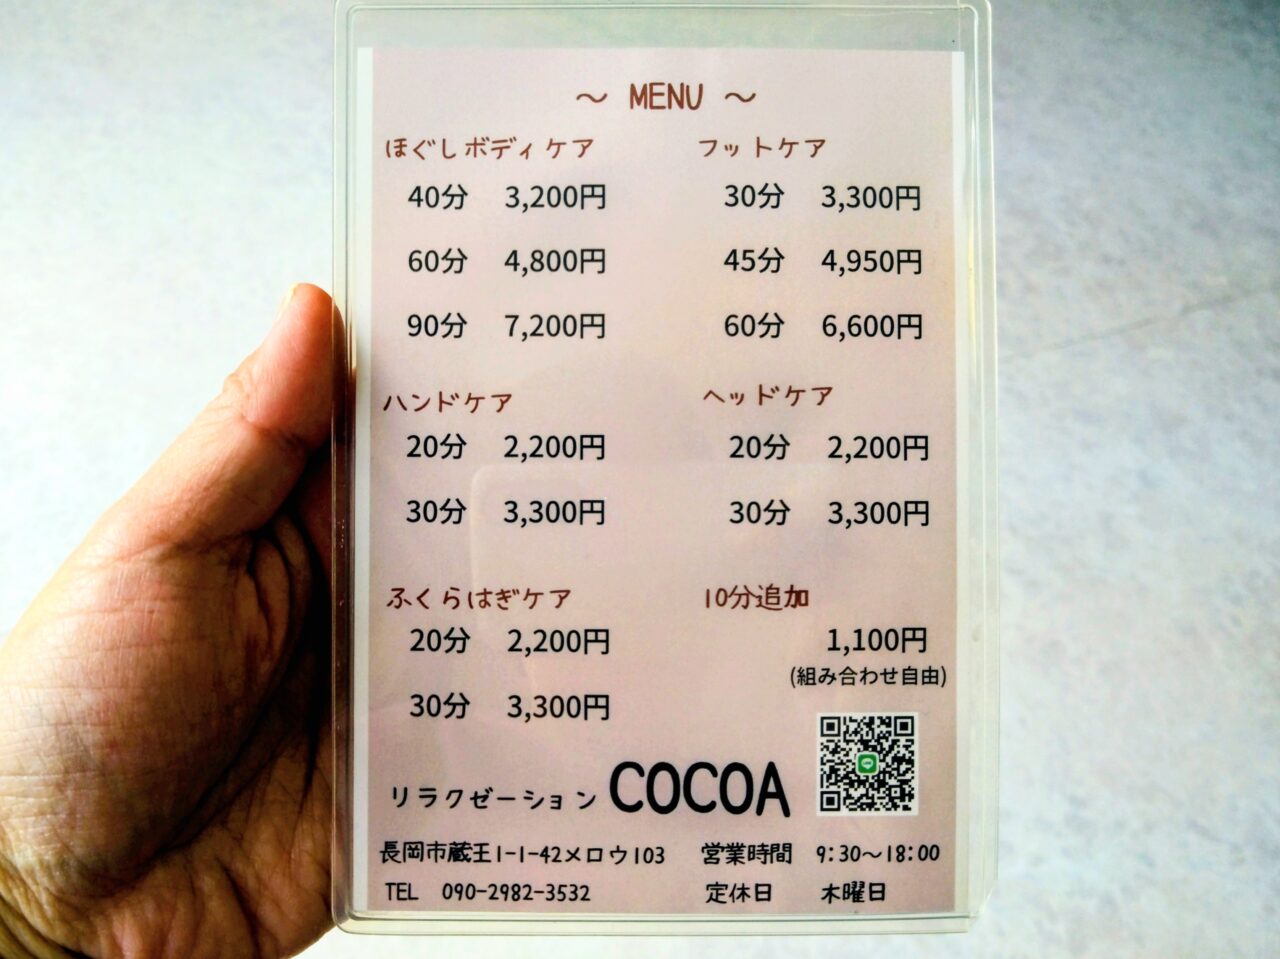 ～ MENU ～
ほぐしボディケア
40分 3,200円
60分 4,800円
90分 7,200円
フットケア
30分 3,300円
45分 4,950円
60分 6,600円
ハンドケア
20分 2,200円
30分 3,300円
ヘッドケア
20分 2,200円
30分 3,300円
ふくらはぎケア
20分 2,200円
30分 3,300円
10分追加
1,100円
(組み合わせ自由)
リラクゼーション COCOA
長岡市蔵王1-1-42メロウ103
TEL 090-2982-3532
営業時間 9:30～18:00
定休日 木曜日